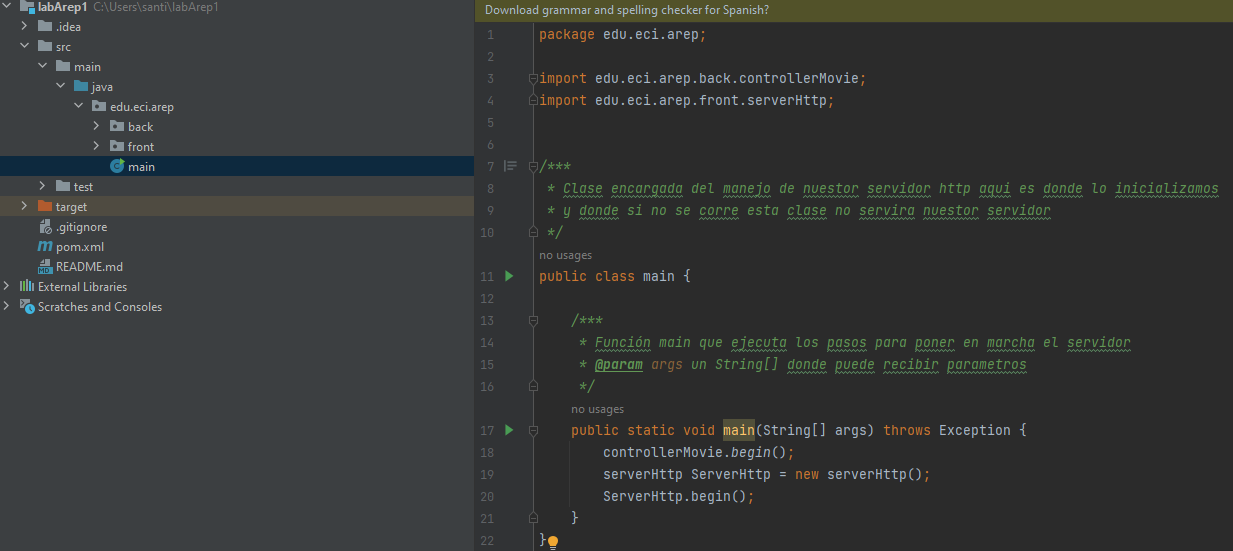 labArep1 C:\Users\santi\labArep1
.idea
src
main
java
edu.eci.arep
back
front
main
test
target
.gitignore
pom.xml
README.md
External Libraries
Scratches and Consoles
Download grammar and spelling checker for Spanish?
1 package edu.eci.arep;
2
3 import edu.eci.arep.back.controllerMovie;
4 import edu.eci.arep.front.serverHttp;
5
6
7 /***
8 * Clase encargada del manejo de nuestor servidor http aqui es donde lo inicializamos
9 * y donde si no se corre esta clase no servira nuestor servidor
10 */
no usages
11 public class main {
12
13 /***
14 * Función main que ejecuta los pasos para poner en marcha el servidor
15 * @param args un String[] donde puede recibir parametros
16 */
no usages
17 public static void main(String[] args) throws Exception {
18 controllerMovie.begin();
19 serverHttp ServerHttp = new serverHttp();
20 ServerHttp.begin();
21 }
22 }